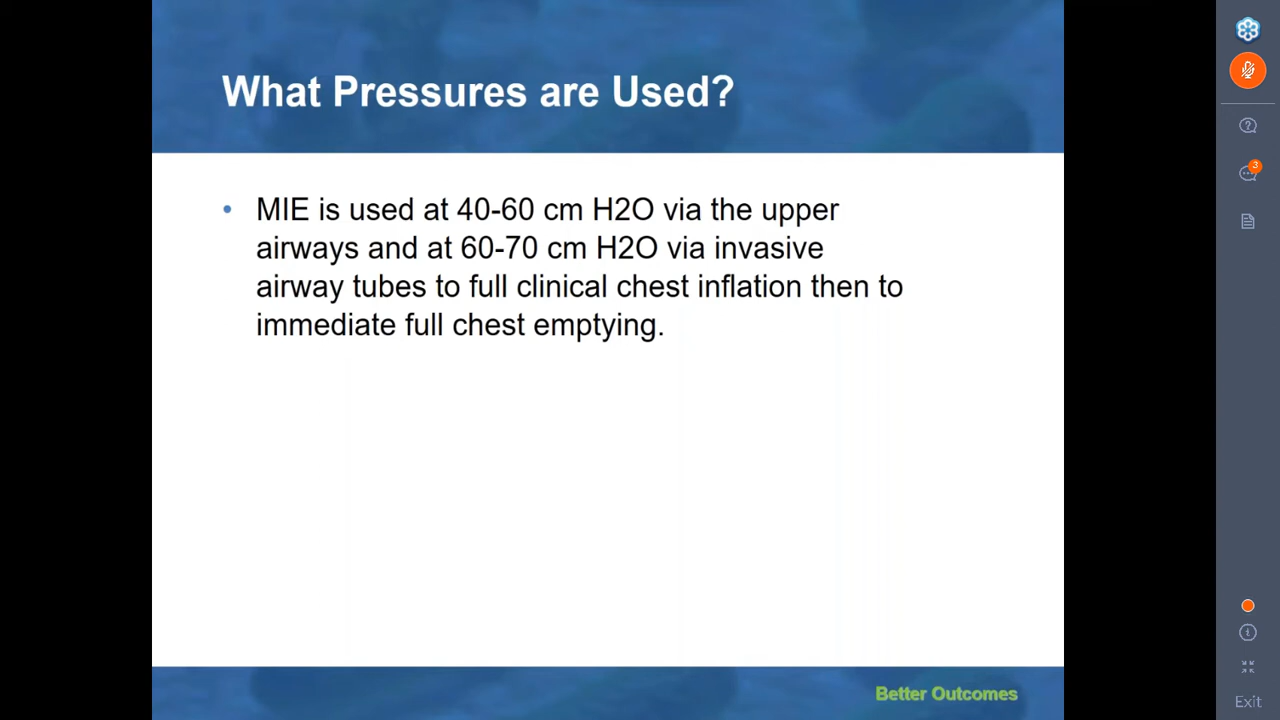 What Pressures are Used?
• MIE is used at 40-60 cm H2O via the upper
airways and at 60-70 cm H2O via invasive
airway tubes to full clinical chest inflation then to
immediate full chest emptying.
Better Outcomes
3
Exit